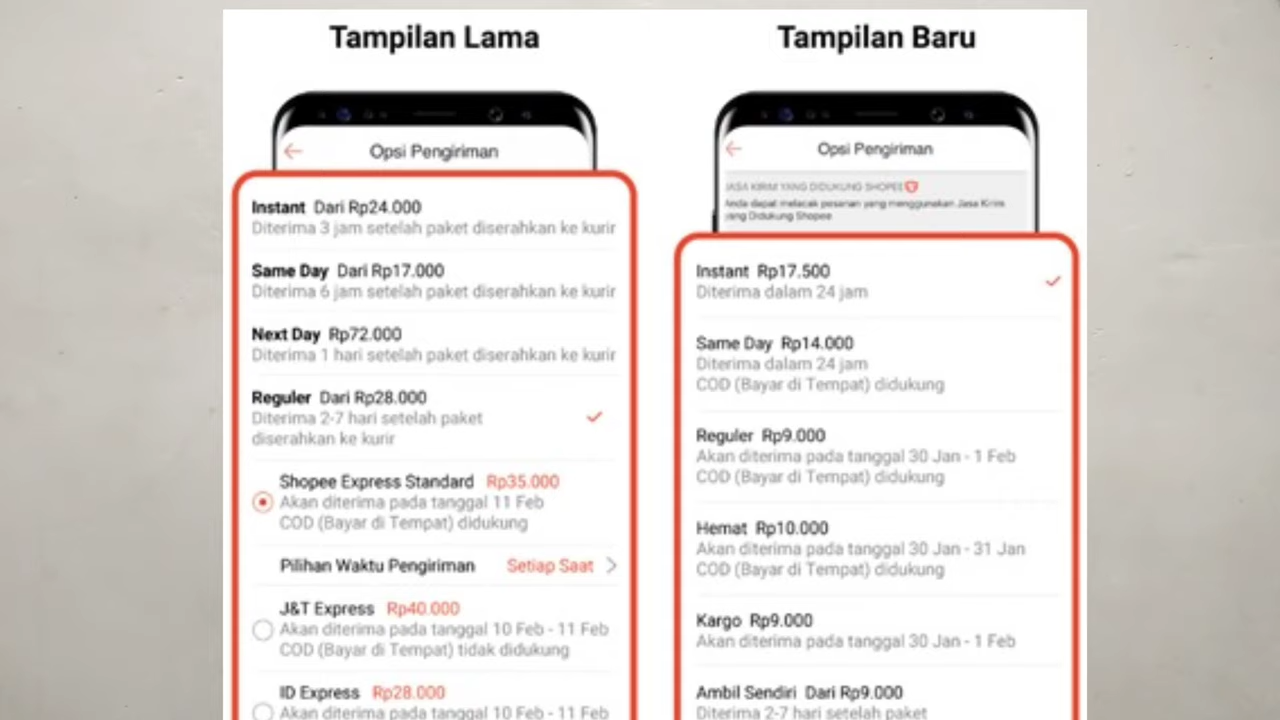 Tampilan Lama
Opsi Pengiriman
Instant Dari Rp24.000
Diterima 3 jam setelah paket diserahkan ke kurir
Same Day Dari Rp17.000
Diterima 6 jam setelah paket diserahkan ke kurir
Next Day Rp72.000
Diterima 1 hari setelah paket diserahkan ke kurir
Reguler Dari Rp28.000
Diterima 2-7 hari setelah paket
diserahkan ke kurir
Shopee Express Standard Rp35.000
Akan diterima pada tanggal 11 Feb
COD (Bayar di Tempat) didukung
Pilihan Waktu Pengiriman Setiap Saat
J&T Express Rp40.000
Akan diterima pada tanggal 10 Feb - 11 Feb
COD (Bayar di Tempat) tidak didukung
ID Express Rp28.000
Akan diterima pada tanggal 10 Feb - 11 Feb
Tampilan Baru
Opsi Pengiriman
JASA KIRIM YANG DIDUKUNG SHOPEE
Anda dapat melacak pesanan yang menggunakan Jasa Kirim
yang Didukung Shopee
Instant Rp17.500
Diterima dalam 24 jam
Same Day Rp14.000
Diterima dalam 24 jam
COD (Bayar di Tempat) didukung
Reguler Rp9.000
Akan diterima pada tanggal 30 Jan - 1 Feb
COD (Bayar di Tempat) didukung
Hemat Rp10.000
Akan diterima pada tanggal 30 Jan - 31 Jan
COD (Bayar di Tempat) didukung
Kargo Rp9.000
Akan diterima pada tanggal 30 Jan - 1 Feb
Ambil Sendiri Dari Rp9.000
Diterima 2-7 hari setelah paket